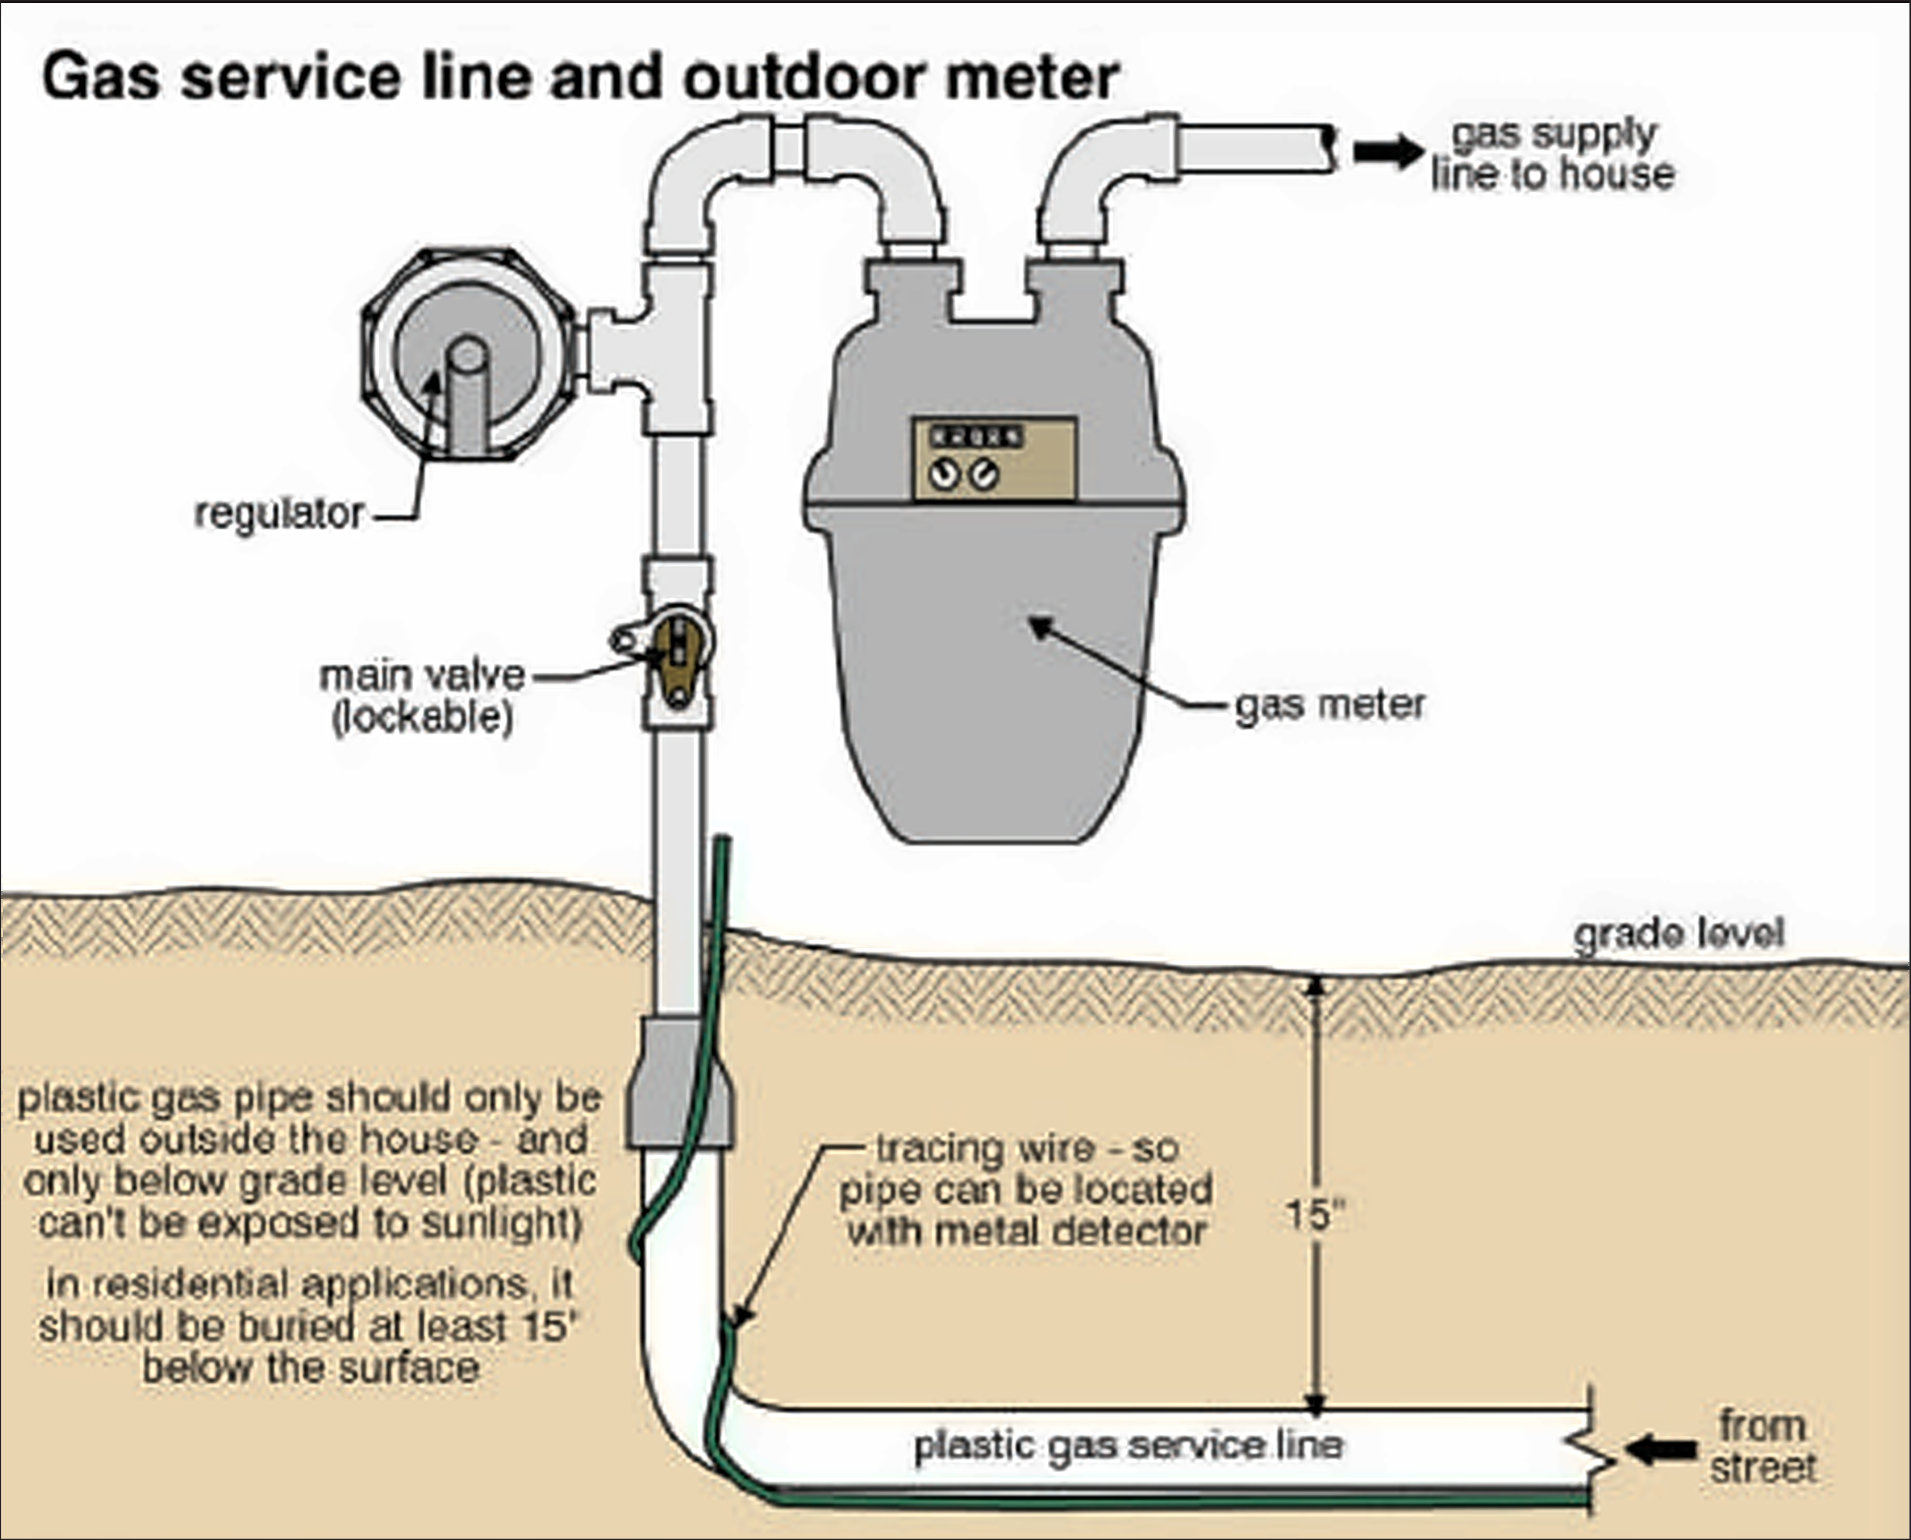 Gas service line and outdoor meter
gas supply
line to house
regulator
main valve
(lockable)
gas meter
grade level
plastic gas pipe should only be
used outside the house - and
only below grade level (plastic
can't be exposed to sunlight)
in residential applications, it
should be buried at least 15"
below the surface
tracing wire - so
pipe can be located
with metal detector
15"
plastic gas service line
from
street